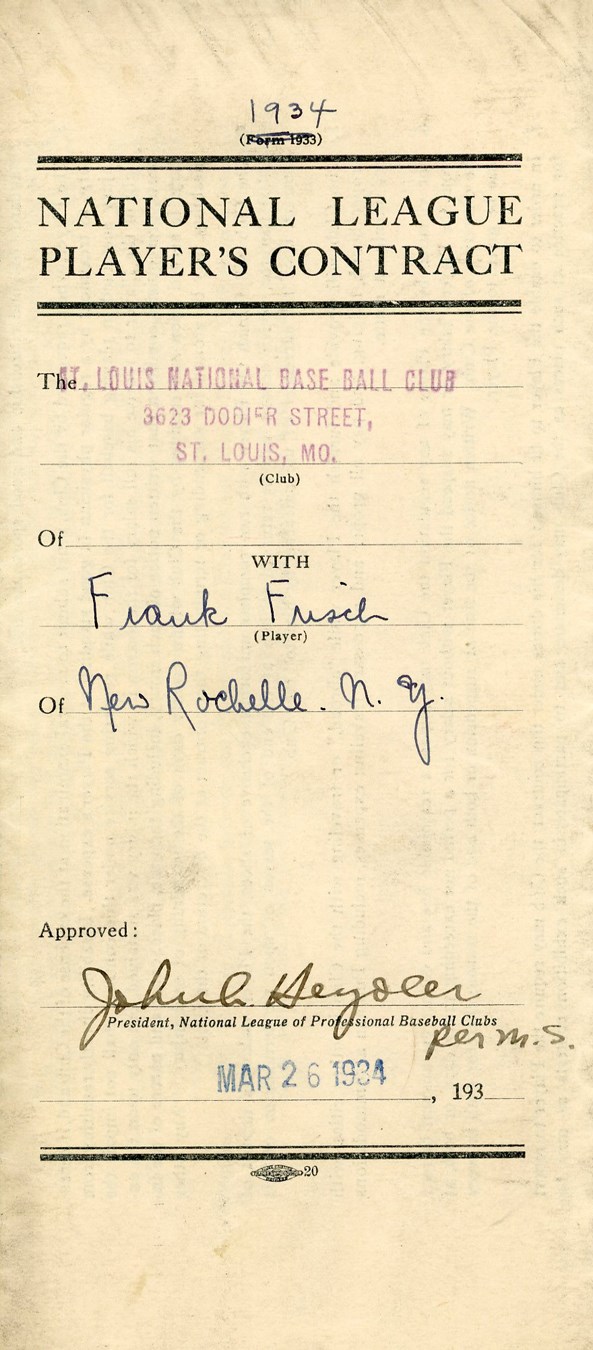 1934
(Form 1933)
NATIONAL LEAGUE
PLAYER'S CONTRACT
The ST. LOUIS NATIONAL BASE BALL CLUB
3623 DODIER STREET,
ST. LOUIS, MO.
(Club)
Of
WITH
Frank Frisch
(Player)
Of New Rochelle. N. Y.
Approved:
John A. Heydler
President, National League of Professional Baseball Clubs
per M.S.
MAR 26 1934
, 193
20